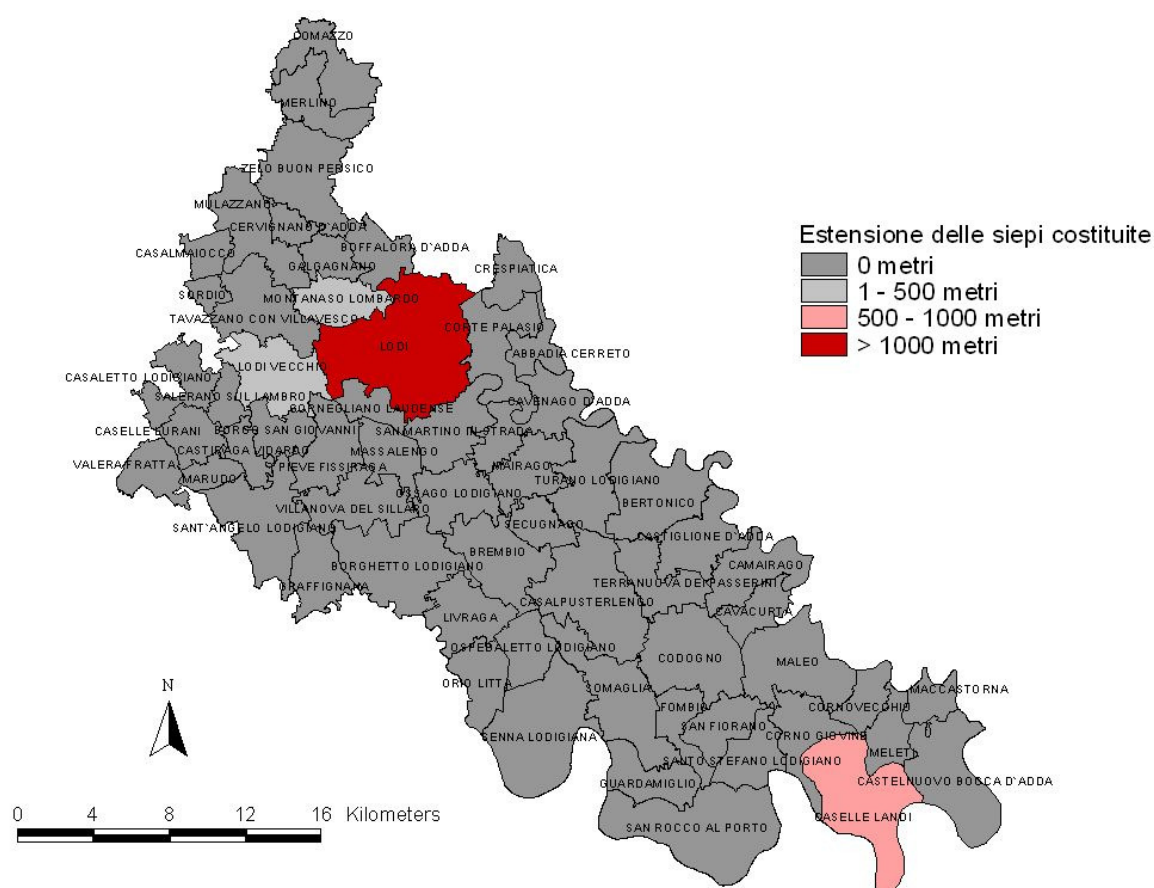 COMAZZO
MERLINO
ZELO BUON PERSICO
MULAZZANO
CERVIGNANO D'ADDA
BOFFALORA D'ADDA
CASALMAIOCCO
GALGAGNANO
CRESPIATICA
SORDIO
MONTANASO LOMBARDO
TAVAZZANO CON VILLAVESCO
CORTE PALASIO
LODI
ABBADIA CERRETO
LODI VECCHIO
CASALETTO LODIGIANO
SALERANO SUL LAMBRO
CAVENAGO D'ADDA
CORNEGLIANO LAUDENSE
CASELLE LURANI
BORGO SAN GIOVANNI
SAN MARTINO IN STRADA
CASTIRAGA VIDARDO
MASSALENGO
VALERA FRATTA
PIEVE FISSIRAGA
MAIRAGO
MARUDO
TURANO LODIGIANO
OSSAGO LODIGIANO
BERTONICO
VILLANOVA DEL SILLARO
SANT'ANGELO LODIGIANO
SECUGNAGO
CASTIGLIONE D'ADDA
BREMBIO
BORGHETTO LODIGIANO
CAMAIRAGO
GRAFFIGNANA
TERRANUOVA DEI PASSERINI
CASALPUSTERLENGO
CAVACURTA
LIVRAGA
OSPEDALETTO LODIGIANO
CODOGNO
MALEO
ORIO LITTA
SOMAGLIA
MACCASTORNA
FOMBIO
CORNOVECCHIO
SAN FIORANO
SENNA LODIGIANA
CORNO GIOVINE
MELETI
SANTO STEFANO LODIGIANO
CASTELNUOVO BOCCA D'ADDA
GUARDAMIGLIO
CASELLE LANDI
SAN ROCCO AL PORTO
Estensione delle siepi costituite
0 metri
1 - 500 metri
500 - 1000 metri
> 1000 metri
N
0 4 8 12 16 Kilometers